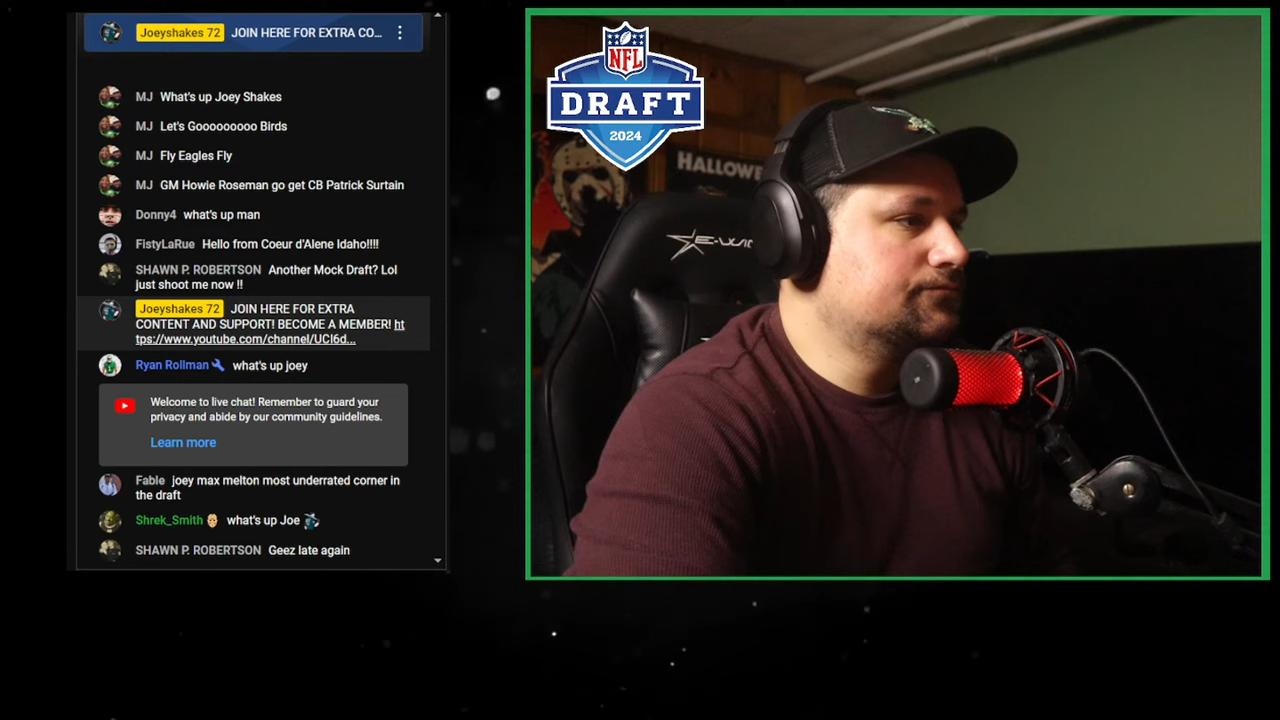 Joeyshakes 72 JOIN HERE FOR EXTRA CO...
MJ What's up Joey Shakes
MJ Let's Gooooooooo Birds
MJ Fly Eagles Fly
MJ GM Howie Roseman go get CB Patrick Surtain
Donny4 what's up man
FistyLaRue Hello from Coeur d'Alene Idaho!!!!
SHAWN P. ROBERTSON Another Mock Draft? Lol
just shoot me now !!
Joeyshakes 72 JOIN HERE FOR EXTRA
CONTENT AND SUPPORT! BECOME A MEMBER! ht
tps://www.youtube.com/channel/UCI6d...
Ryan Rollman what's up joey
Welcome to live chat! Remember to guard your
privacy and abide by our community guidelines.
Learn more
Fable joey max melton most underrated corner in
the draft
Shrek_Smith what's up Joe
SHAWN P. ROBERTSON Geez late again
NFL
DRAFT
2024
HALLOWE
E-WI